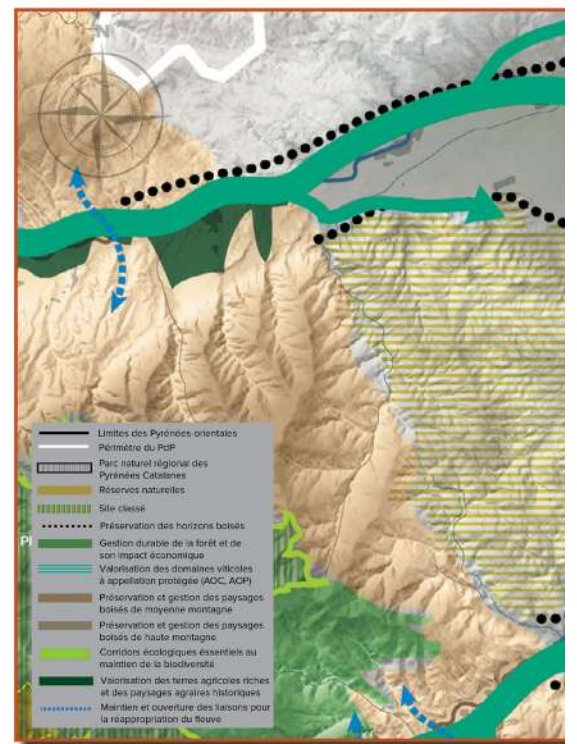 N
Limites des Pyrénées orientales
Périmètre du PdP
Parc naturel régional des
Pyrénées Catalanes
Réserves naturelles
Site classé
Préservation des horizons boisés
Gestion durable de la forêt et de
son impact économique
Valorisation des domaines viticoles
à appellation protégée (AOC, AOP)
Préservation et gestion des paysages
boisés de moyenne montagne
Préservation et gestion des paysages
boisés de haute montagne
Corridors écologiques éssentiels au
maintien de la biodiversité
Valorisation des terres agricoles riches
et des paysages agraires historiques
Maintien et ouverture des liaisons pour
la réappropriation du fleuve